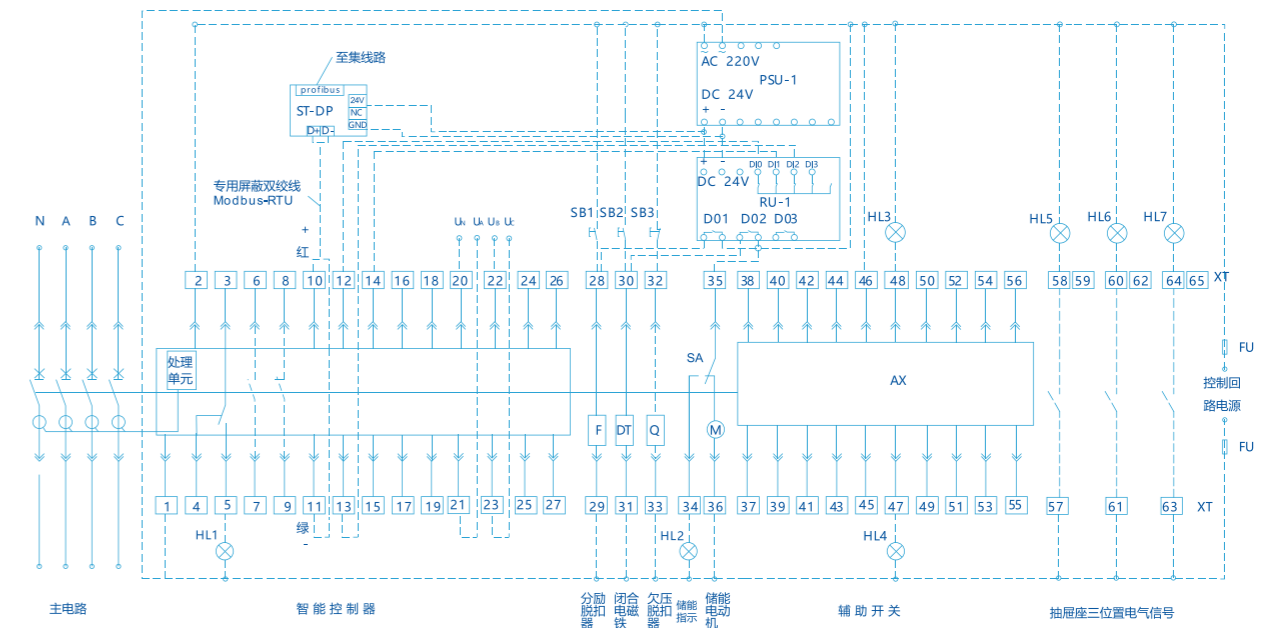 至集线路
profibus
ST-DP
24V
NC
GND
D+ D-
AC 220V
PSU-1
DC 24V
+ -
+ -
DI0 DI1 DI2 DI3
DC 24V
RU-1
D01 D02 D03
专用屏蔽双绞线
Modbus-RTU
+
红
N A B C
UN UA UB UC
SB1 SB2 SB3
HL3
HL5 HL6 HL7
2 3 6 8 10 12 14 16 18 20 22 24 26 28 30 32 35 38 40 42 44 46 48 50 52 54 56 58 59 60 62 64 65 XT
处理
单元
SA
AX
FU
控制回
路电源
F DT Q M
FU
1 4 5 7 9 11 13 15 17 19 21 23 25 27 29 31 33 34 36 37 39 41 43 45 47 49 51 53 55 57 61 63 XT
HL1
绿
-
HL2
HL4
主电路
智能控制器
分励
脱扣
器
闭合
电磁
铁
欠压
脱扣
器
储能
指示
储能
电动
机
辅助开关
抽屉座三位置电气信号